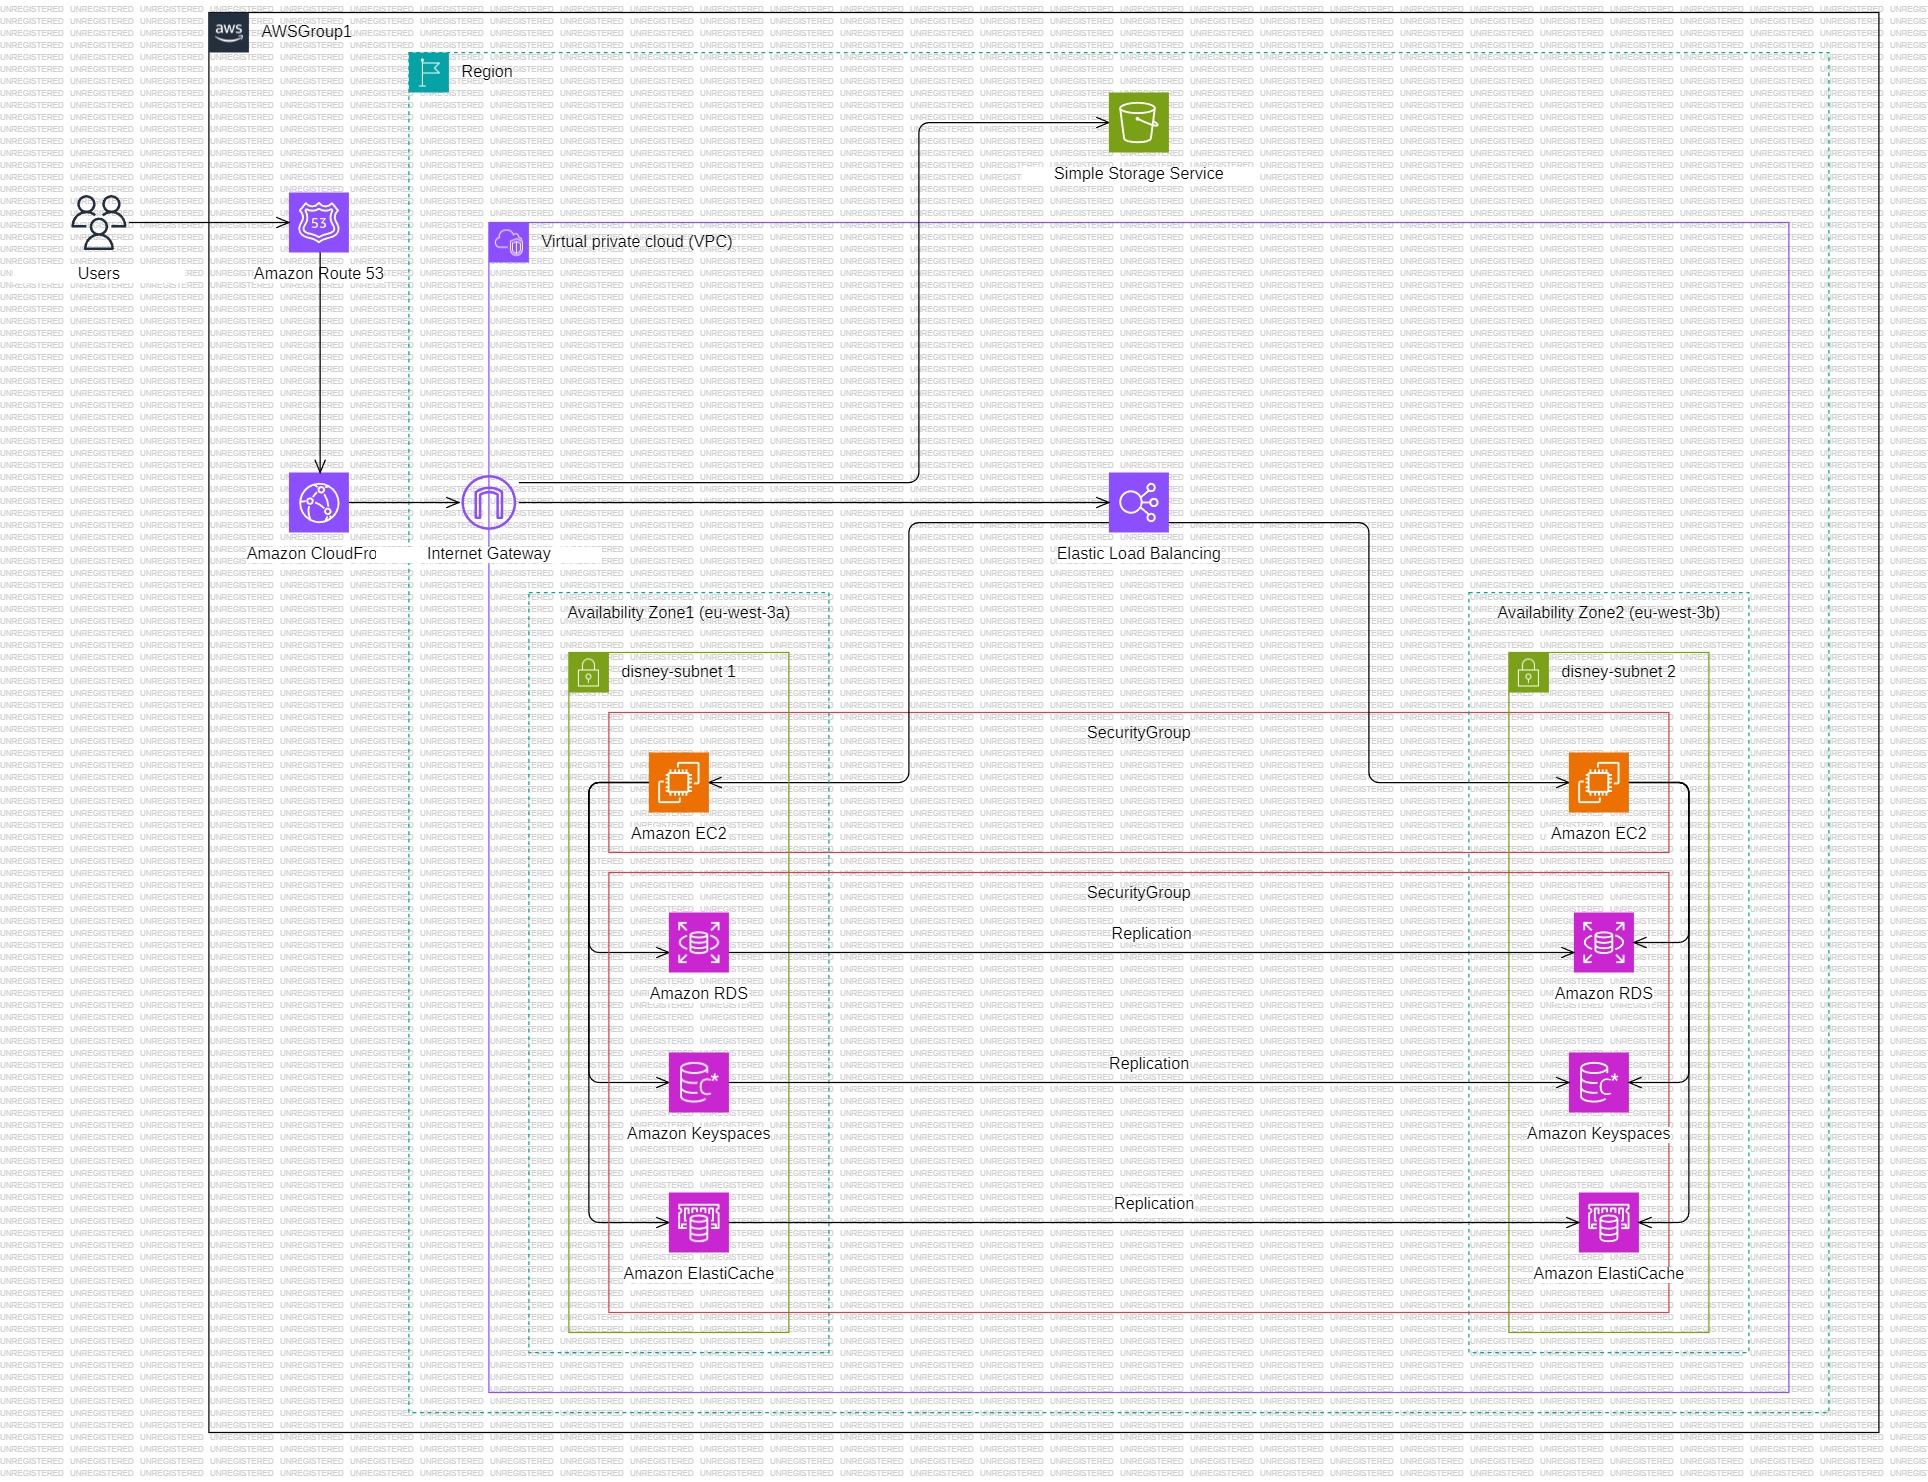 aws
AWSGroup1
Region
Simple Storage Service
53
Users
Amazon Route 53
Virtual private cloud (VPC)
Amazon CloudFro
Internet Gateway
Elastic Load Balancing
Availability Zone1 (eu-west-3a)
Availability Zone2 (eu-west-3b)
disney-subnet 1
disney-subnet 2
SecurityGroup
Amazon EC2
Amazon EC2
SecurityGroup
Replication
Amazon RDS
Amazon RDS
Replication
C*
C*
Amazon Keyspaces
Amazon Keyspaces
Replication
Amazon ElastiCache
Amazon ElastiCache
UNREGISTERED